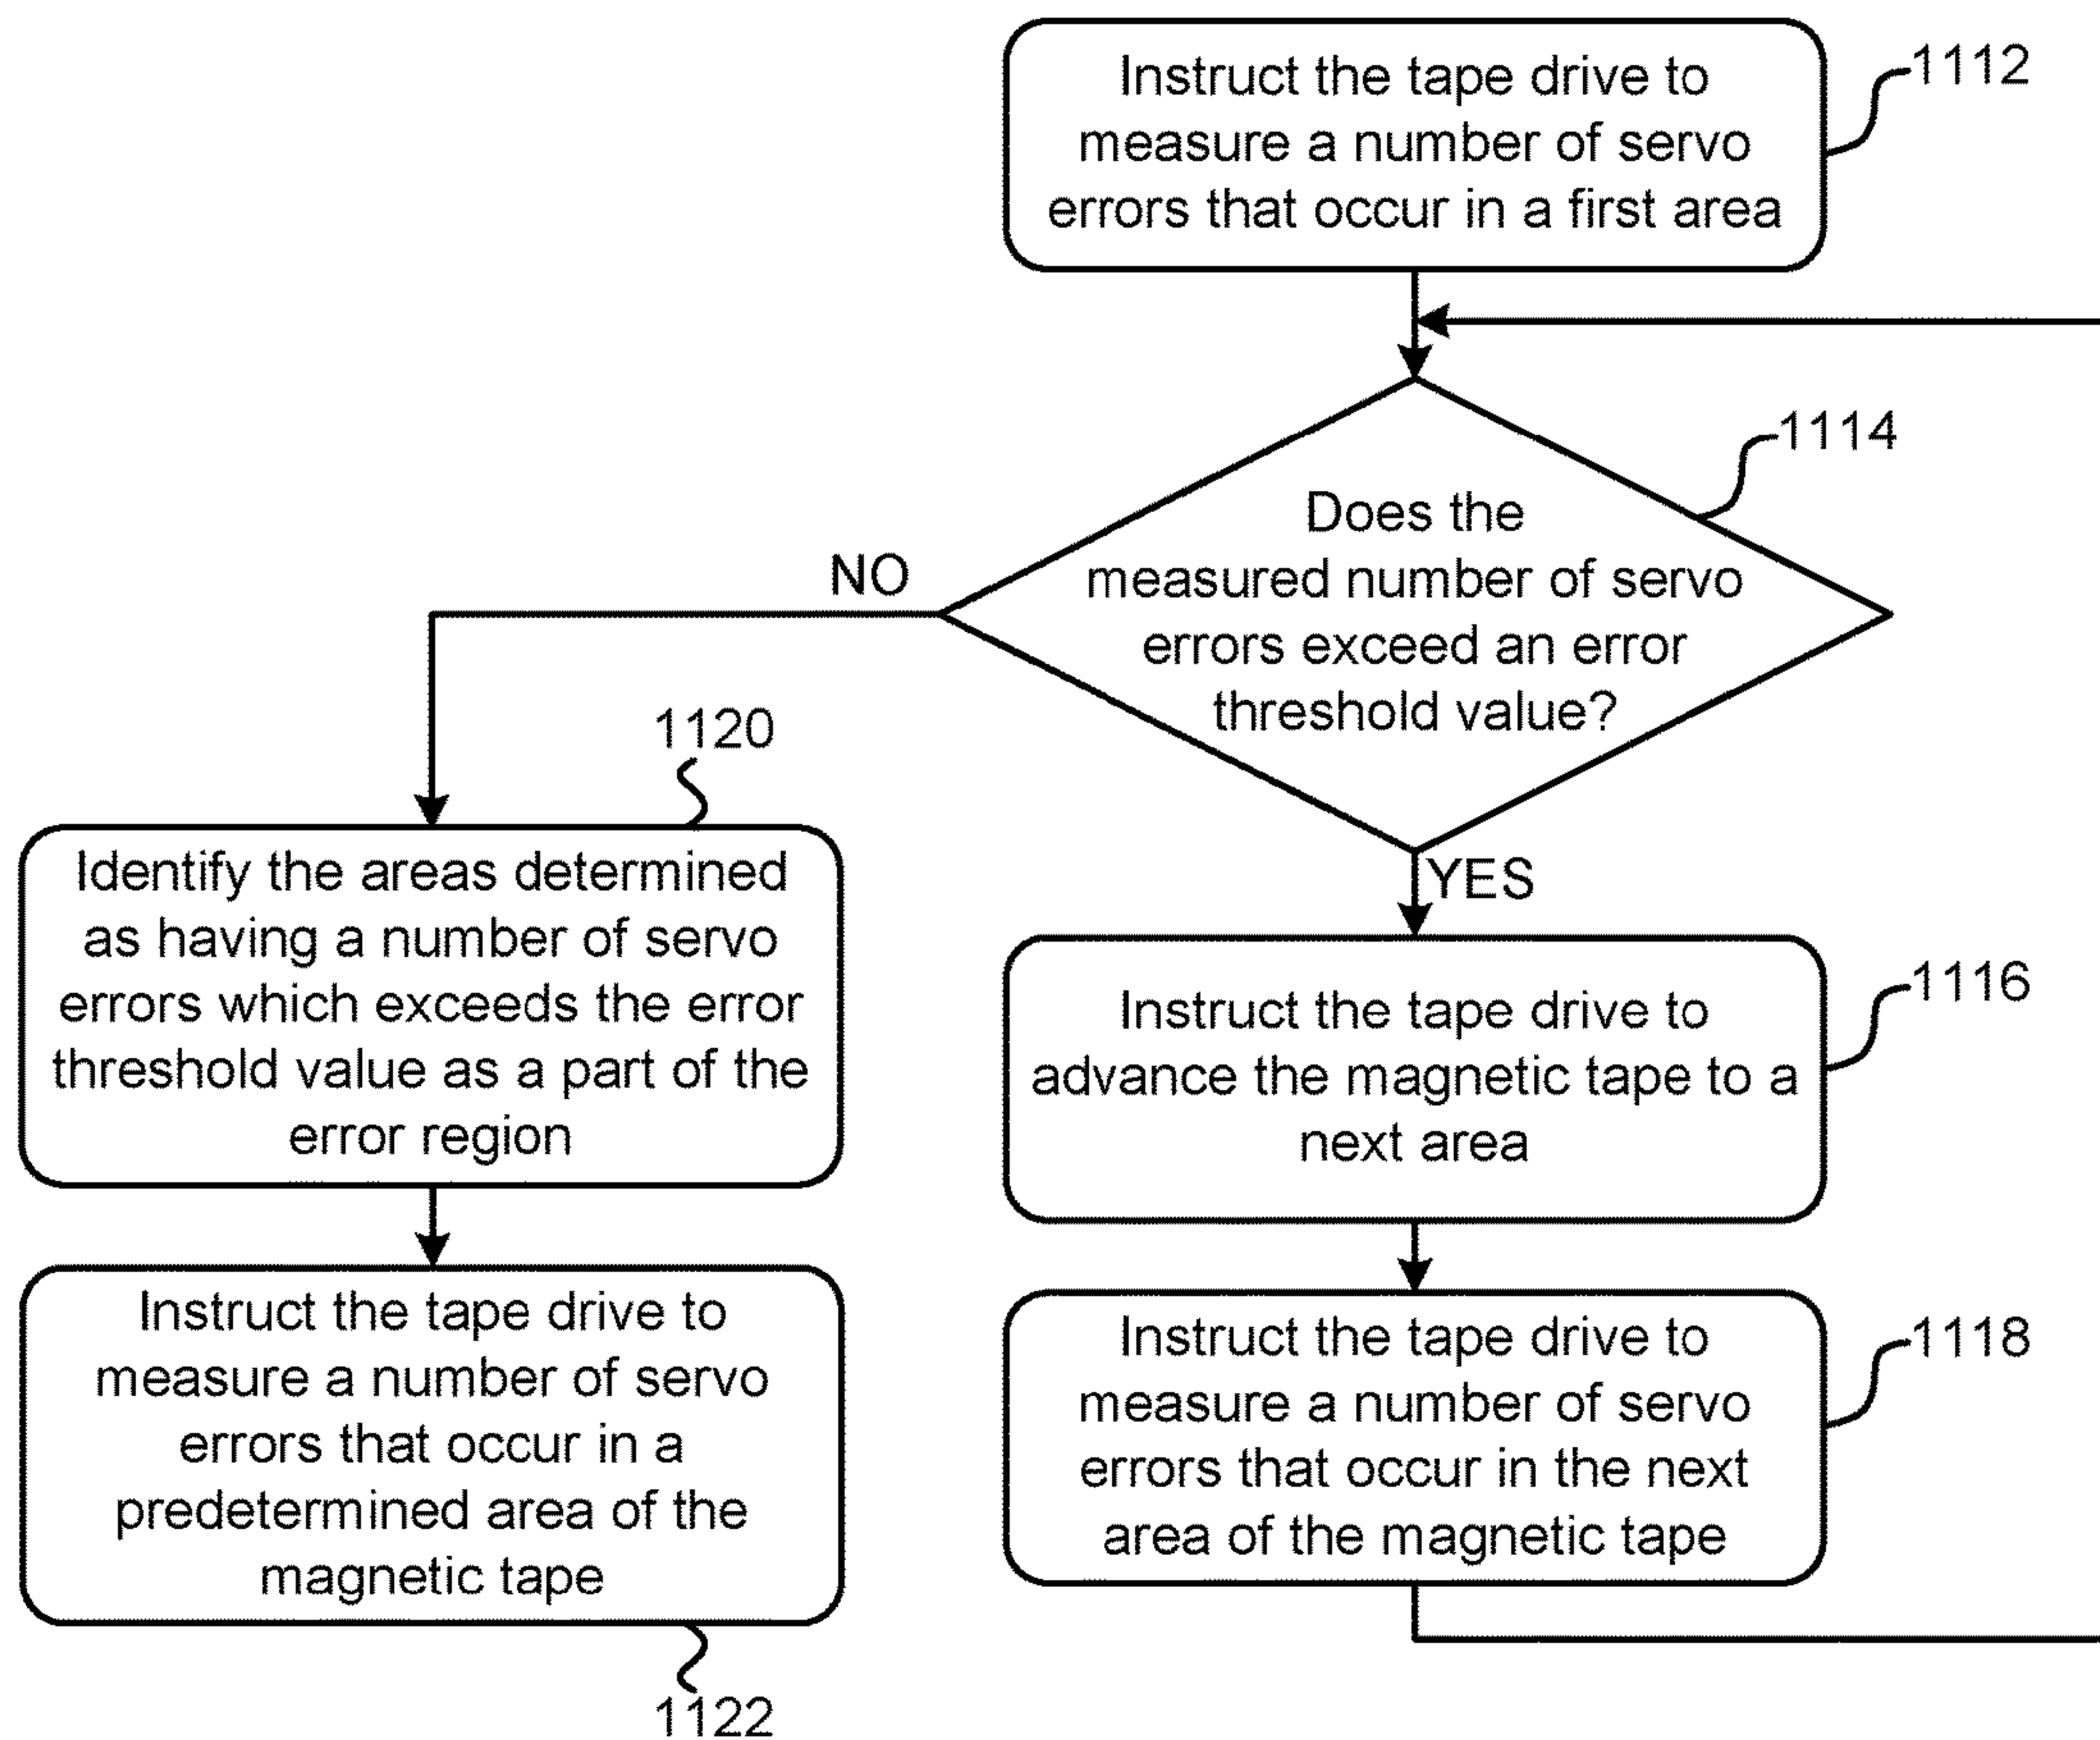 Instruct the tape drive to
measure a number of servo
errors that occur in a first area
1112
Does the
measured number of servo
errors exceed an error
threshold value?
1114
NO
YES
1120
Identify the areas determined
as having a number of servo
errors which exceeds the error
threshold value as a part of the
error region
Instruct the tape drive to
advance the magnetic tape to a
next area
1116
Instruct the tape drive to
measure a number of servo
errors that occur in a
predetermined area of the
magnetic tape
1122
Instruct the tape drive to
measure a number of servo
errors that occur in the next
area of the magnetic tape
1118